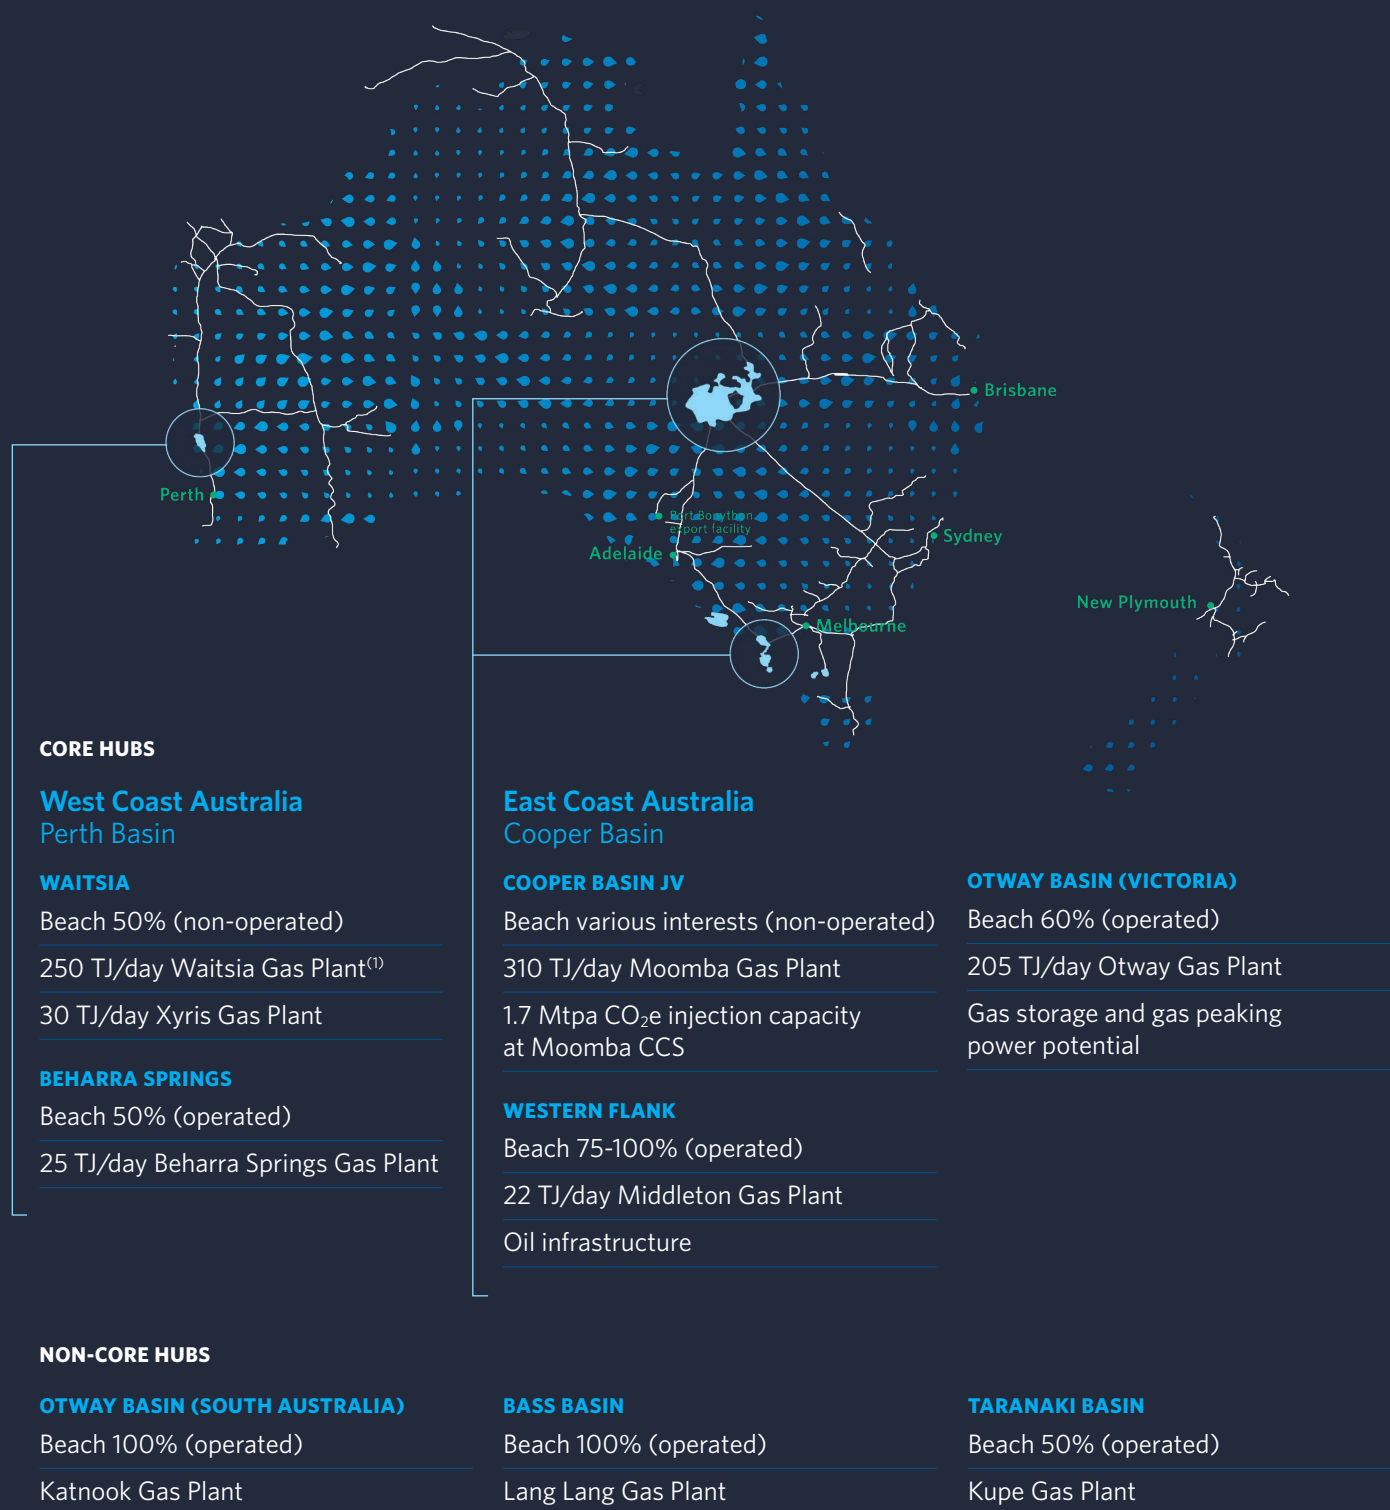 Brisbane
Perth
Port Bonython
export facility
Adelaide
Sydney
New Plymouth
Melbourne
CORE HUBS
West Coast Australia
Perth Basin
WAITSIA
Beach 50% (non-operated)
250 TJ/day Waitsia Gas Plant(1)
30 TJ/day Xyris Gas Plant
BEHARRA SPRINGS
Beach 50% (operated)
25 TJ/day Beharra Springs Gas Plant
East Coast Australia
Cooper Basin
COOPER BASIN JV
Beach various interests (non-operated)
310 TJ/day Moomba Gas Plant
1.7 Mtpa CO₂e injection capacity
at Moomba CCS
WESTERN FLANK
Beach 75-100% (operated)
22 TJ/day Middleton Gas Plant
Oil infrastructure
OTWAY BASIN (VICTORIA)
Beach 60% (operated)
205 TJ/day Otway Gas Plant
Gas storage and gas peaking
power potential
NON-CORE HUBS
OTWAY BASIN (SOUTH AUSTRALIA)
Beach 100% (operated)
Katnook Gas Plant
BASS BASIN
Beach 100% (operated)
Lang Lang Gas Plant
TARANAKI BASIN
Beach 50% (operated)
Kupe Gas Plant